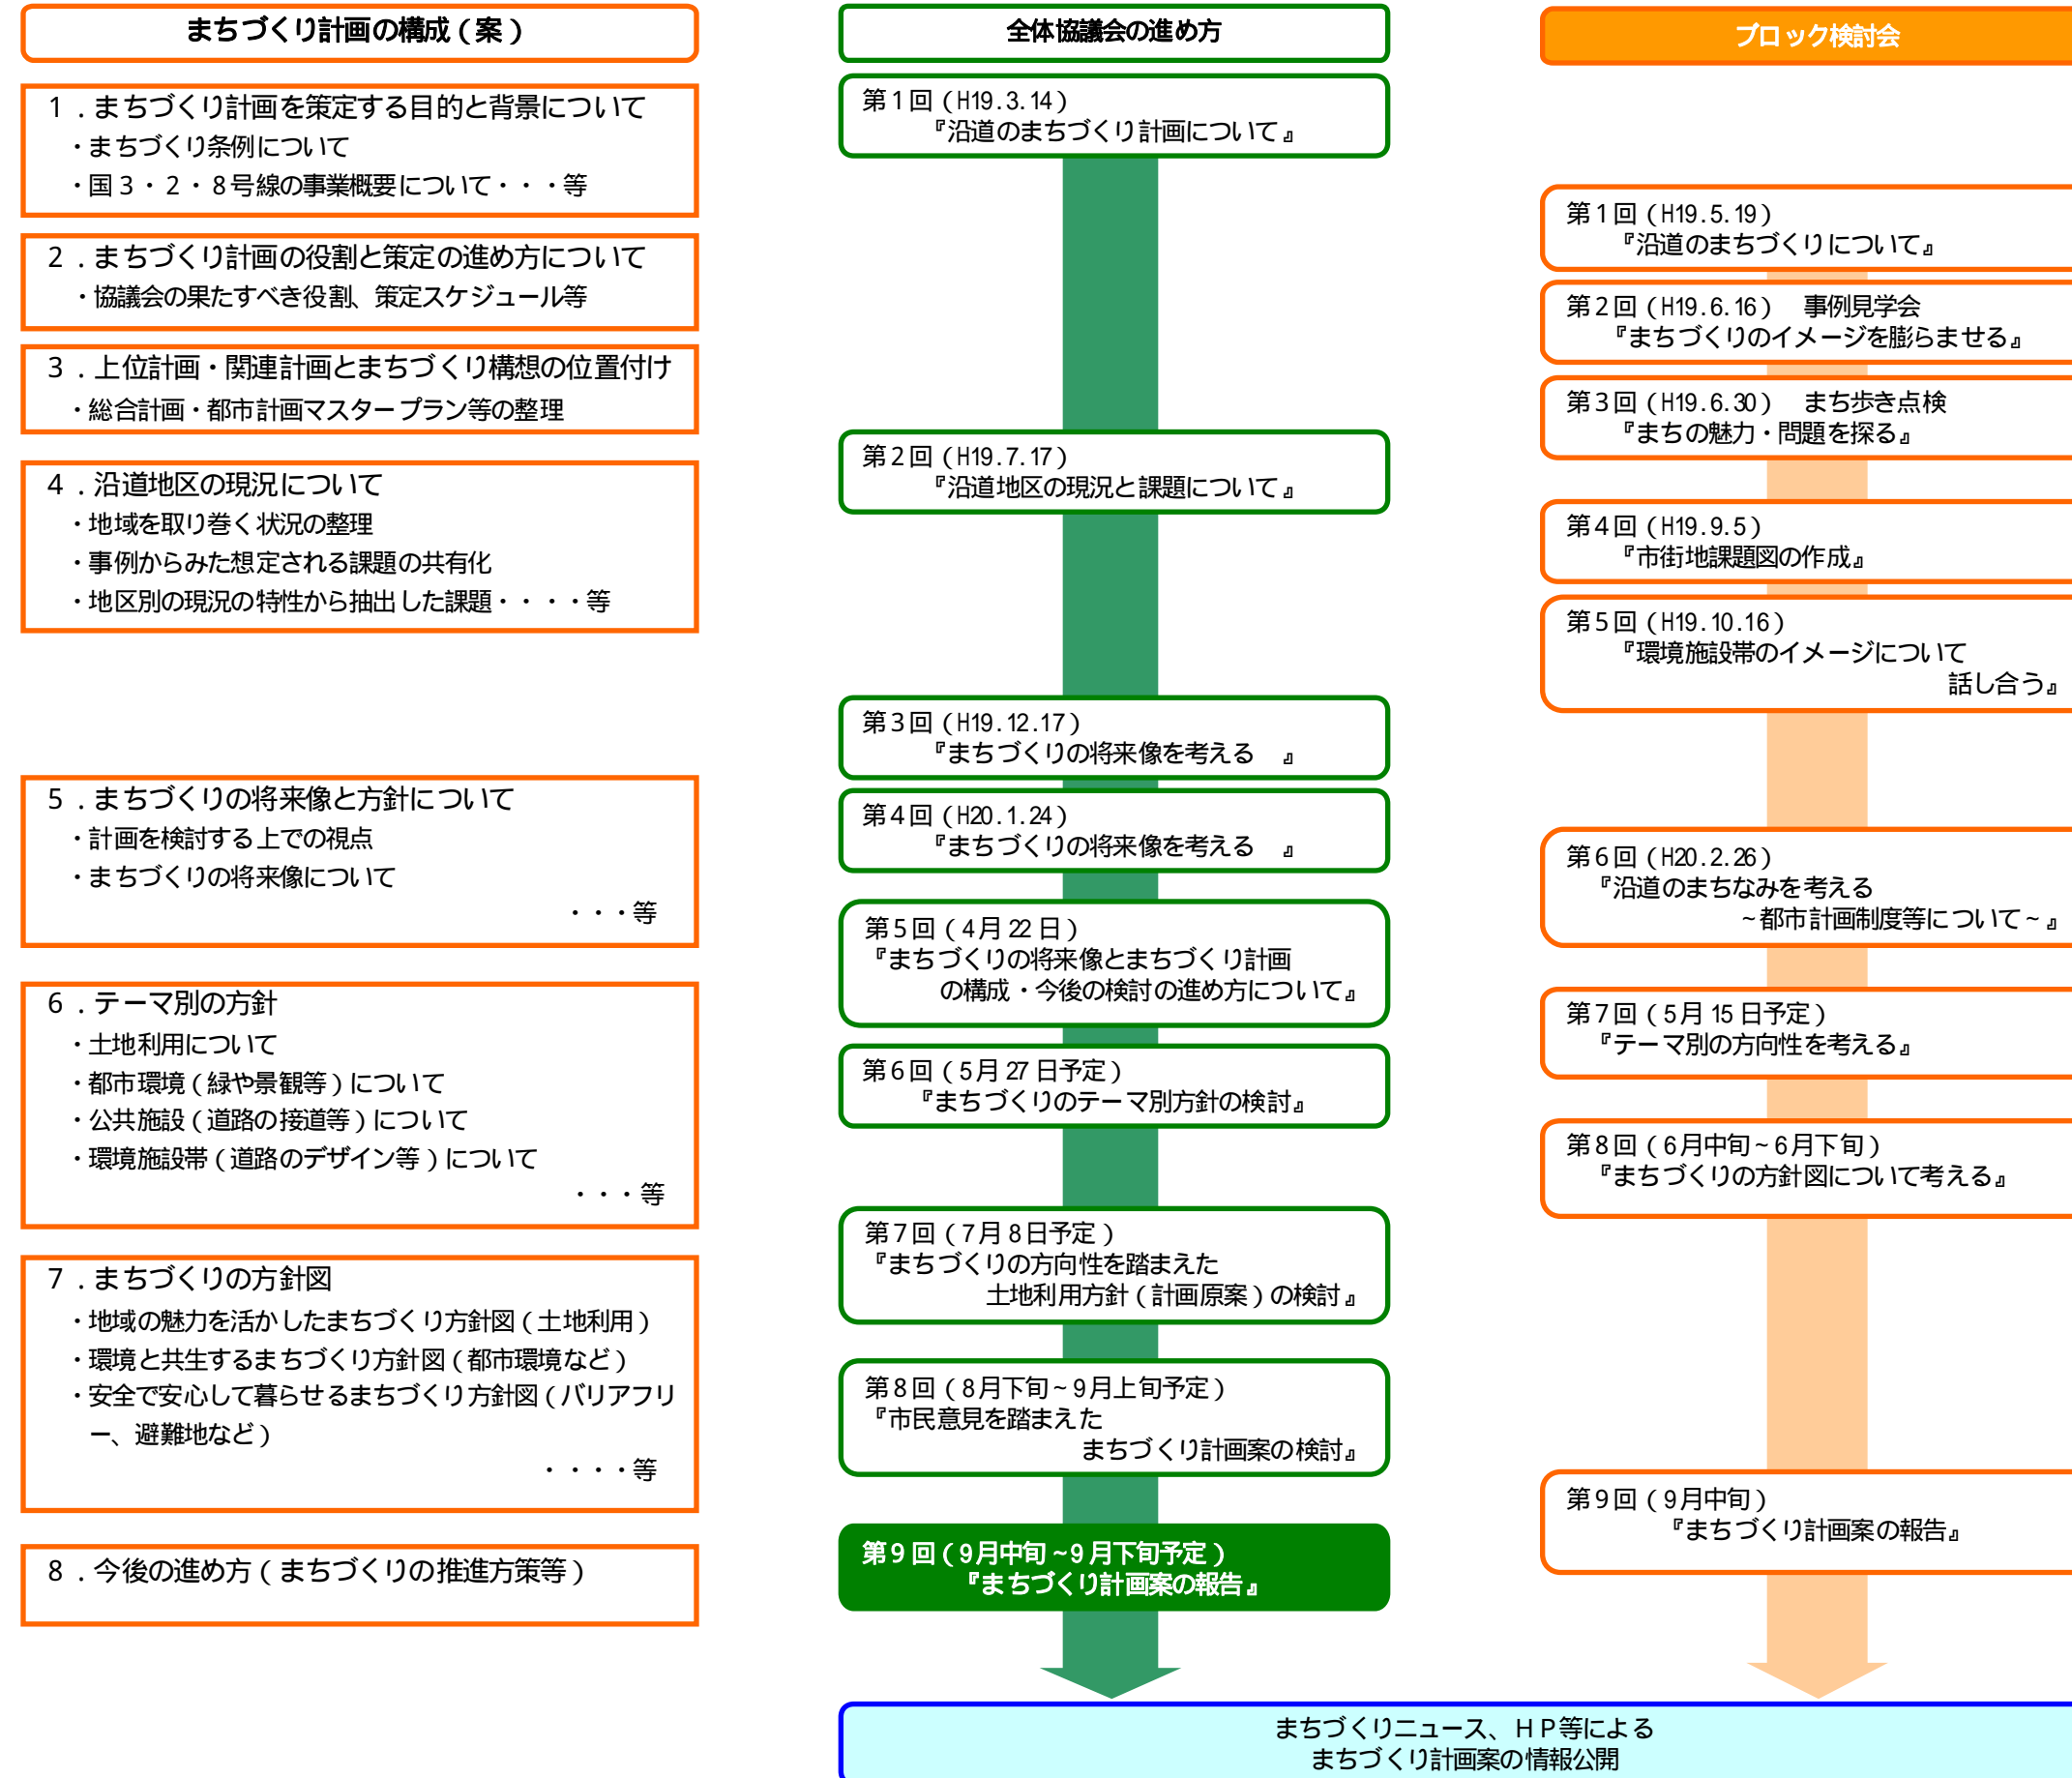 まちづくり計画の構成(案)
1.まちづくり計画を策定する目的と背景について
・まちづくり条例について
・国3・2・8号線の事業概要について・・・等
2.まちづくり計画の役割と策定の進め方について
・協議会の果たすべき役割、策定スケジュール等
3.上位計画・関連計画とまちづくり構想の位置付け
・総合計画・都市計画マスタープラン等の整理
4.沿道地区の現況について
・地域を取り巻く状況の整理
・事例からみた想定される課題の共有化
・地区別の現況の特性から抽出した課題・・・・等
5.まちづくりの将来像と方針について
・計画を検討する上での視点
・まちづくりの将来像について
・・・等
6.テーマ別の方針
・土地利用について
・都市環境(緑や景観等)について
・公共施設(道路の接道等)について
・環境施設帯(道路のデザイン等)について
・・・等
7.まちづくりの方針図
・地域の魅力を活かしたまちづくり方針図(土地利用)
・環境と共生するまちづくり方針図(都市環境など)
・安全で安心して暮らせるまちづくり方針図(バリアフリ
ー、避難地など)
・・・・等
8.今後の進め方(まちづくりの推進方策等)
全体協議会の進め方
第1回(H19.3.14)
『沿道のまちづくり計画について』
第2回(H19.7.17)
『沿道地区の現況と課題について』
第3回(H19.12.17)
『まちづくりの将来像を考える　』
第4回(H20.1.24)
『まちづくりの将来像を考える　』
第5回(4月22日)
『まちづくりの将来像とまちづくり計画
の構成・今後の検討の進め方について』
第6回(5月27日予定)
『まちづくりのテーマ別方針の検討』
第7回(7月8日予定)
『まちづくりの方向性を踏まえた
土地利用方針(計画原案)の検討』
第8回(8月下旬~9月上旬予定)
『市民意見を踏まえた
まちづくり計画案の検討』
第9回(9月中旬~9月下旬予定)
『まちづくり計画案の報告』
ブロック検討会
第1回(H19.5.19)
『沿道のまちづくりについて』
第2回(H19.6.16)　事例見学会
『まちづくりのイメージを膨らませる』
第3回(H19.6.30)　まち歩き点検
『まちの魅力・問題を探る』
第4回(H19.9.5)
『市街地課題図の作成』
第5回(H19.10.16)
『環境施設帯のイメージについて
話し合う』
第6回(H20.2.26)
『沿道のまちなみを考える
~都市計画制度等について~』
第7回(5月15日予定)
『テーマ別の方向性を考える』
第8回(6月中旬~6月下旬)
『まちづくりの方針図について考える』
第9回(9月中旬)
『まちづくり計画案の報告』
まちづくりニュース、HP等による
まちづくり計画案の情報公開